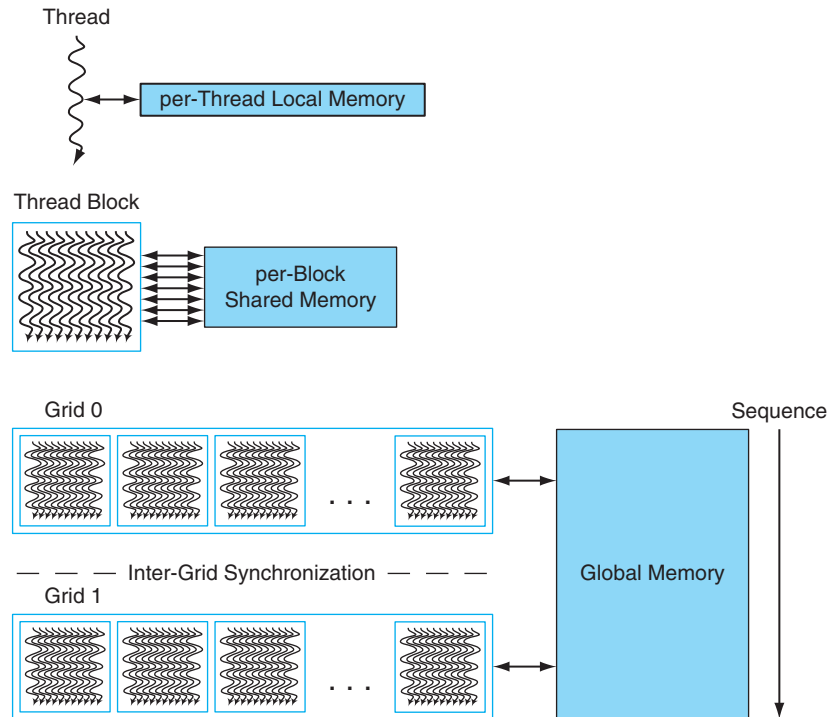 Thread
per-Thread Local Memory
Thread Block
per-Block
Shared Memory
Grid 0
Sequence
. . .
Inter-Grid Synchronization
Global Memory
Grid 1
. . .